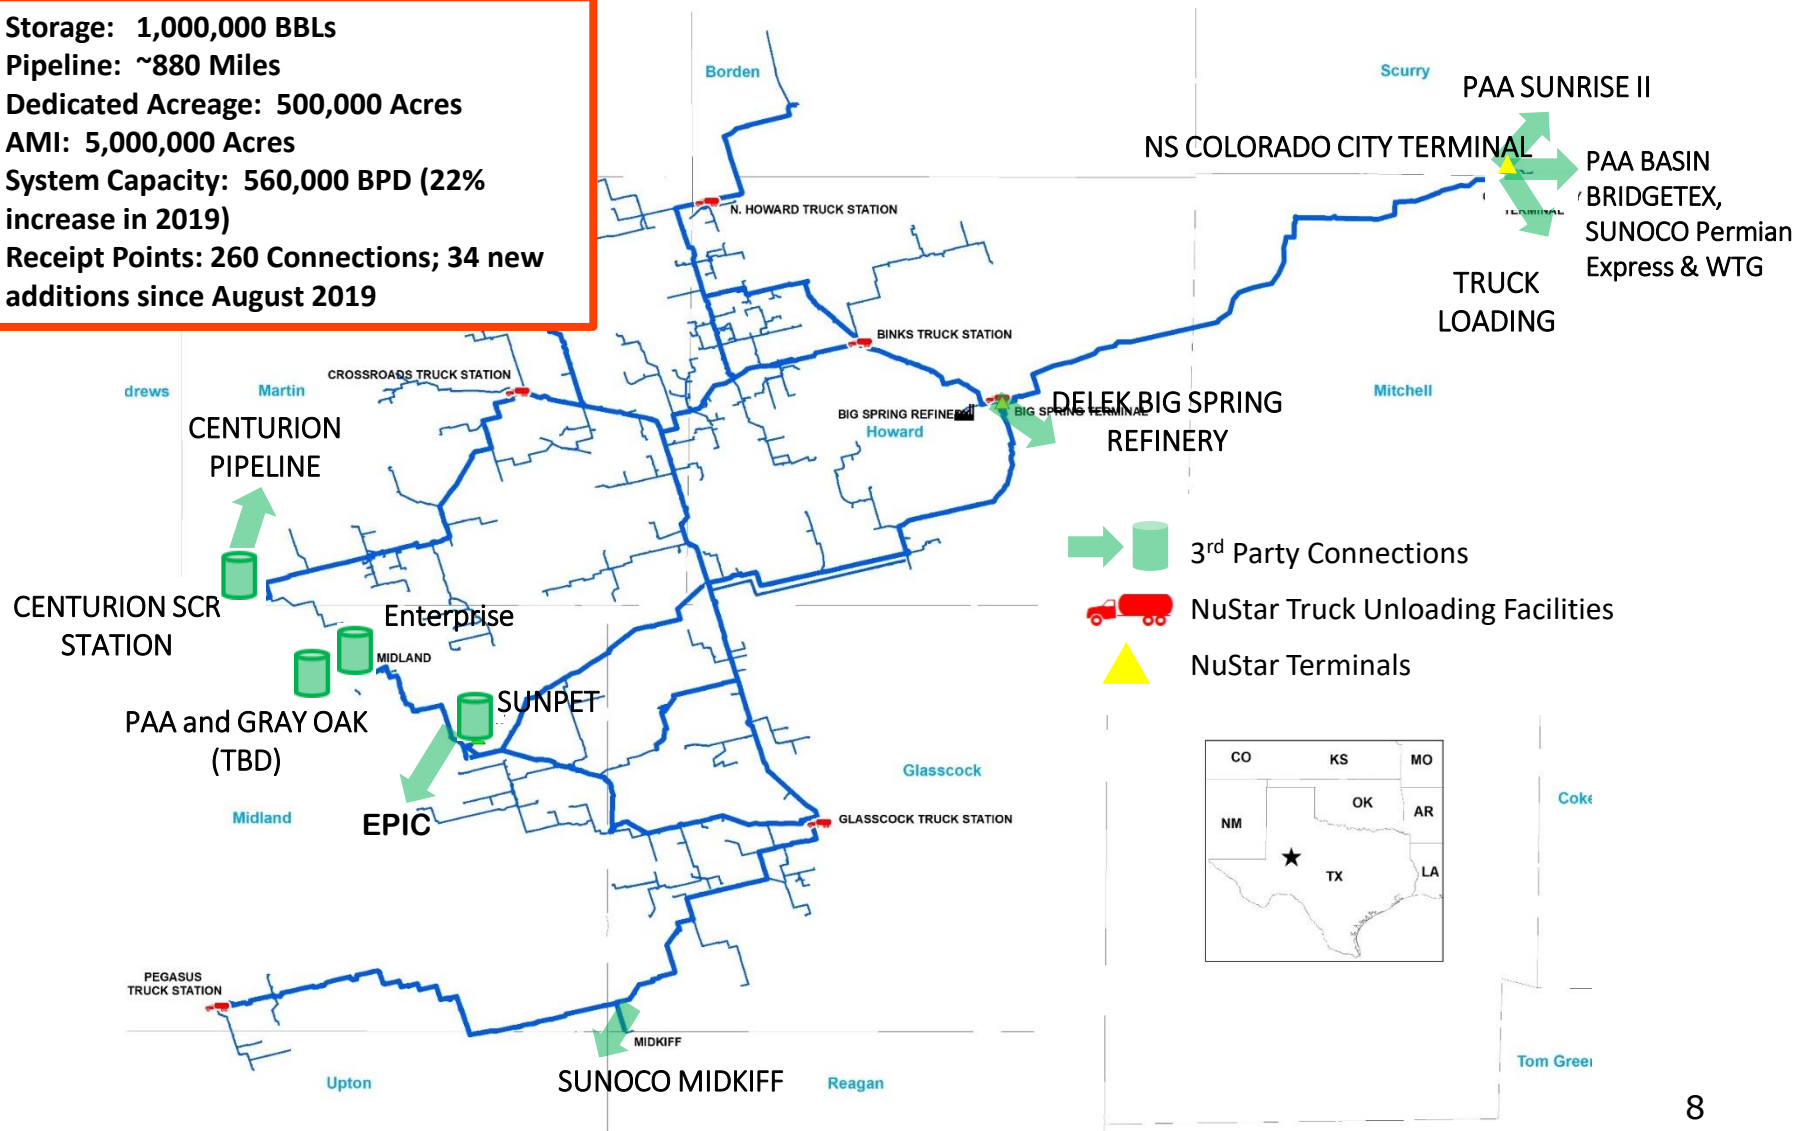 Storage: 1,000,000 BBLs
Pipeline: ~880 Miles
Dedicated Acreage: 500,000 Acres
AMI: 5,000,000 Acres
System Capacity: 560,000 BPD (22%
increase in 2019)
Receipt Points: 260 Connections; 34 new
additions since August 2019
Borden
Scurry
PAA SUNRISE II
NS COLORADO CITY TERMINAL
PAA BASIN
BRIDGETEX,
SUNOCO Permian
Express & WTG
TERMINAL
TRUCK
LOADING
N. HOWARD TRUCK STATION
BINKS TRUCK STATION
CROSSROADS TRUCK STATION
drews
Martin
Mitchell
CENTURION
PIPELINE
BIG SPRING REFINE
BIG SPRING TERMINAL
Howard
DELEK BIG SPRING
REFINERY
3rd Party Connections
NuStar Truck Unloading Facilities
NuStar Terminals
CENTURION SCR
STATION
Enterprise
MIDLAND
SUNPET
PAA and GRAY OAK
(TBD)
EPIC
Midland
Glasscock
GLASSCOCK TRUCK STATION
CO
KS
MO
OK
AR
NM
TX
LA
Coke
PEGASUS
TRUCK STATION
MIDKIFF
SUNOCO MIDKIFF
Upton
Reagan
Tom Green
8